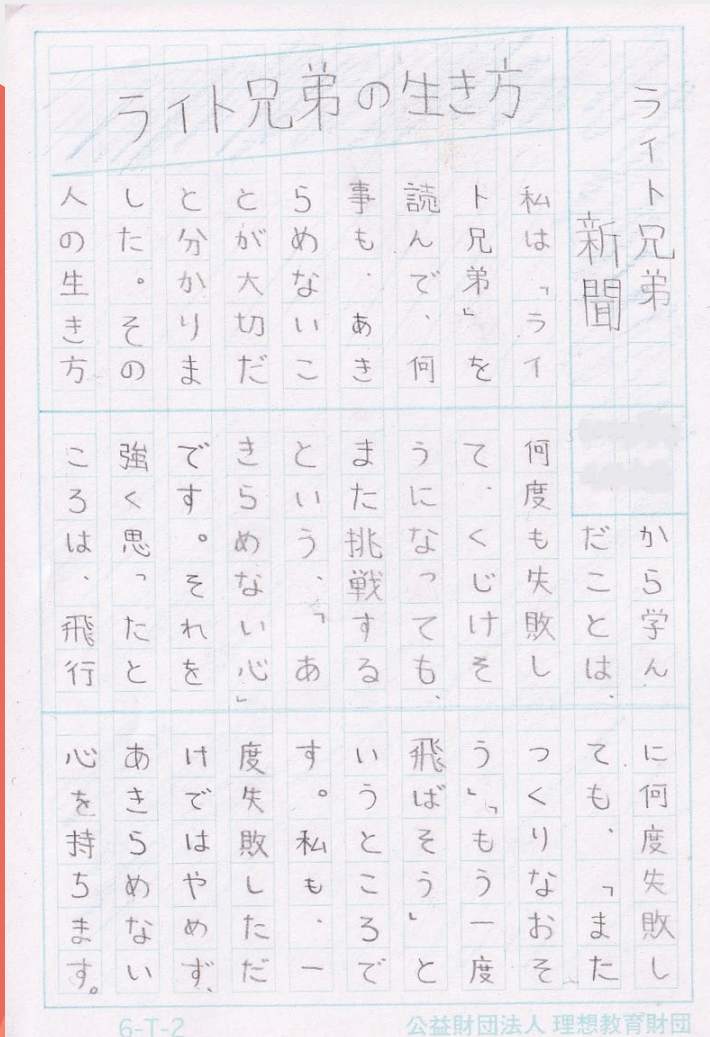 ライト兄弟
新聞
ライト兄弟の生き方
私は「ライ
ト兄弟」を
読んで、何
事も、あき
らめないこ
とが大切だ
と分かりま
した。その
人の生き方
から学ん
だことは、
何度も失敗し
て、くじけそ
うになっても、
また挑戦する
という、「あ
きらめない心」
です。それを
強く思ったと
ころは、飛行
に何度失敗し
ても、「また
つくりなおそ
う」「もう一度
飛ばそう」と
いうところで
す。私も、一
度失敗しただ
けではやめず、
あきらめない
心を持ちます。
6-T-2
公益財団法人 理想教育財団